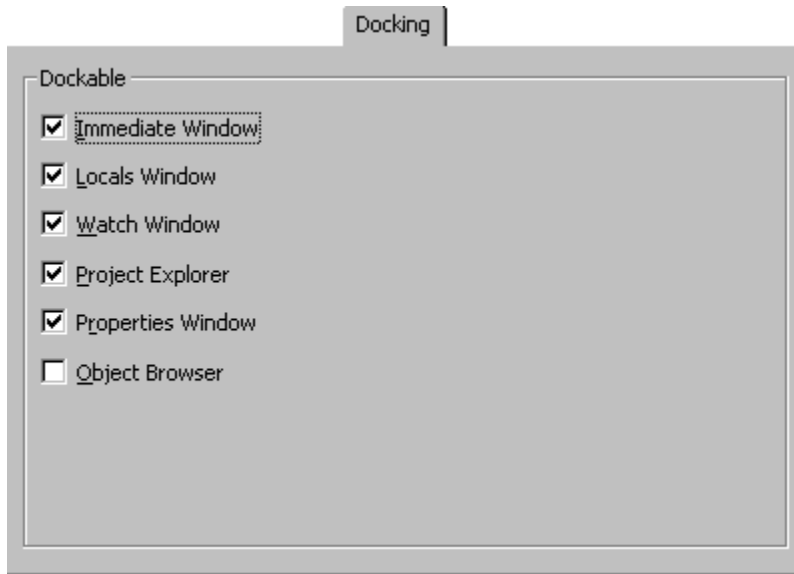 Docking
Dockable
Immediate Window
Locals Window
Watch Window
Project Explorer
Properties Window
Object Browser